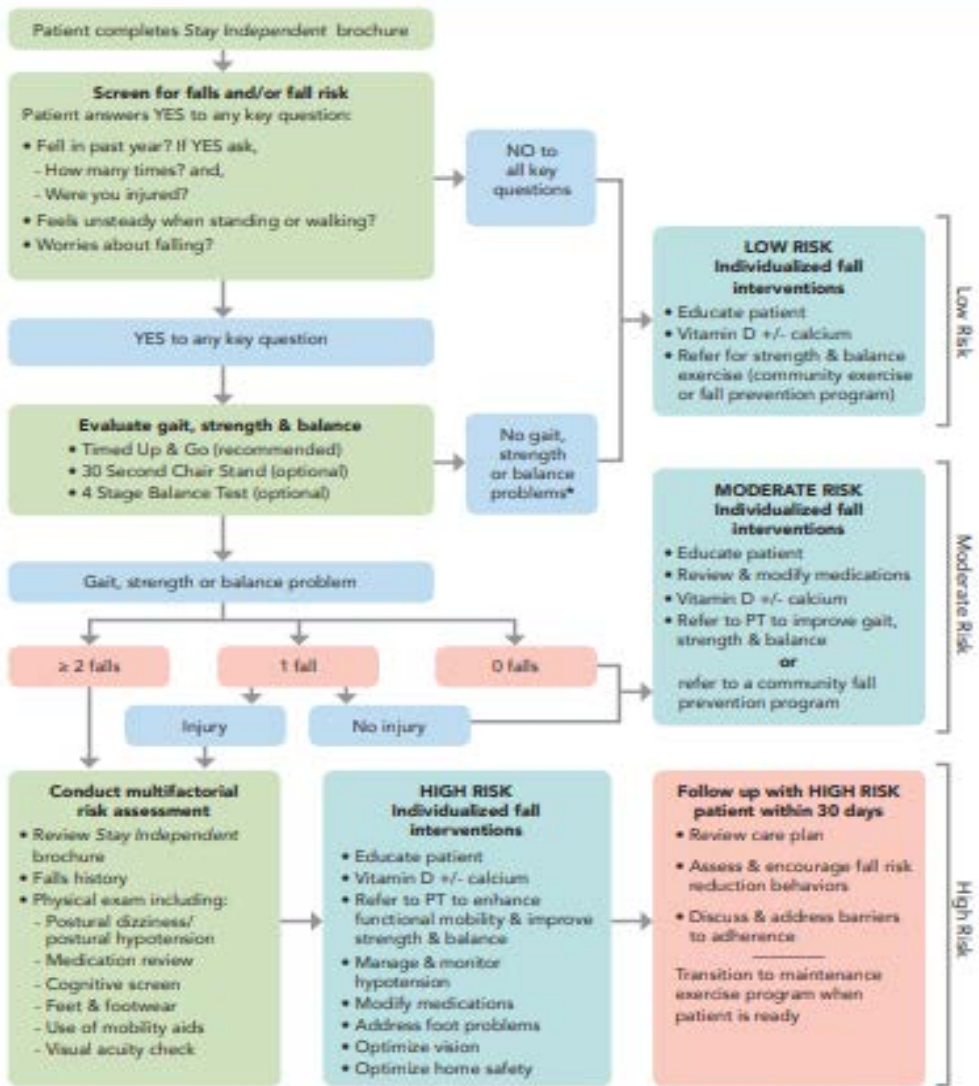 Patient completes Stay Independent brochure
Screen for falls and/or fall risk
Patient answers YES to any key question:
• Fell in past year? If YES ask,
- How many times? and,
- Were you injured?
• Feels unsteady when standing or walking?
• Worries about falling?
NO to
all key
questions
YES to any key question
Evaluate gait, strength & balance
• Timed Up & Go (recommended)
• 30 Second Chair Stand (optional)
• 4 Stage Balance Test (optional)
No gait,
strength
or balance
problems*
LOW RISK
Individualized fall
interventions
• Educate patient
• Vitamin D +/- calcium
• Refer for strength & balance
exercise (community exercise
or fall prevention program)
Low Risk
Gait, strength or balance problem
≥ 2 falls
1 fall
0 falls
Injury
No injury
MODERATE RISK
Individualized fall
interventions
• Educate patient
• Review & modify medications
• Vitamin D +/- calcium
• Refer to PT to improve gait,
strength & balance
or
refer to a community fall
prevention program
Moderate Risk
Conduct multifactorial
risk assessment
• Review Stay Independent
brochure
• Falls history
• Physical exam including:
- Postural dizziness/
postural hypotension
- Medication review
- Cognitive screen
- Feet & footwear
- Use of mobility aids
- Visual acuity check
HIGH RISK
Individualized fall
interventions
• Educate patient
• Vitamin D +/- calcium
• Refer to PT to enhance
functional mobility & improve
strength & balance
• Manage & monitor
hypotension
• Modify medications
• Address foot problems
• Optimize vision
• Optimize home safety
Follow up with HIGH RISK
patient within 30 days
• Review care plan
• Assess & encourage fall risk
reduction behaviors
• Discuss & address barriers
to adherence
Transition to maintenance
exercise program when
patient is ready
High Risk